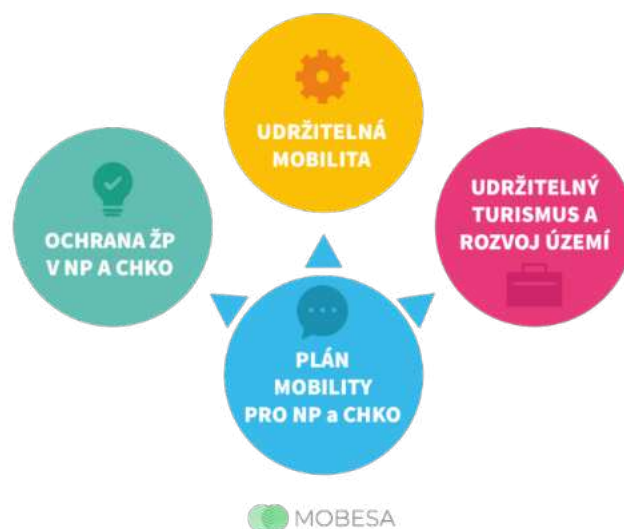 UDRŽITELNÁ
MOBILITA
OCHRANA ŽP
V NP A CHKO
UDRŽITELNÝ
TURISMUS A
ROZVOJ ÚZEMÍ
PLÁN
MOBILITY
PRO NP a CHKO
MOBESA